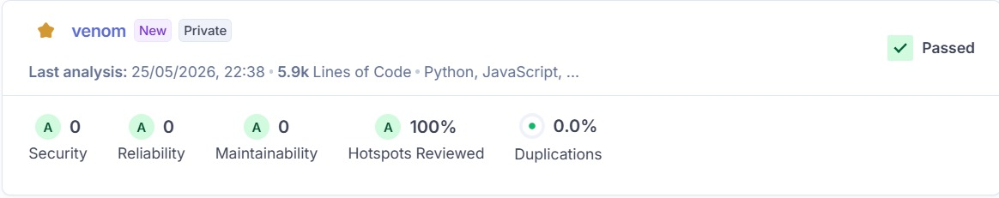 venom New Private
Passed
Last analysis: 25/05/2026, 22:38 • 5.9k Lines of Code • Python, JavaScript, ...
A 0 A 0 A 0 A 100% 0.0%
Security Reliability Maintainability Hotspots Reviewed Duplications